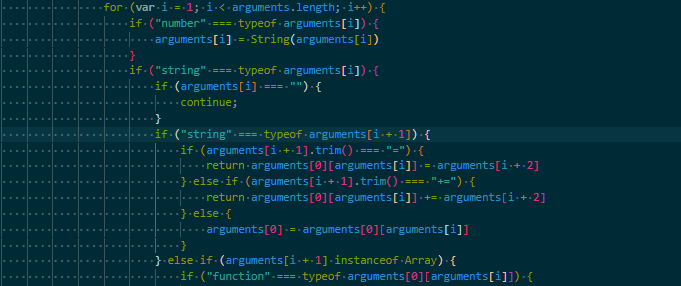 for (var i = 1; i < arguments.length; i++) {
if ("number" === typeof arguments[i]) {
arguments[i] = String(arguments[i])
}
if ("string" === typeof arguments[i]) {
if (arguments[i] === "") {
continue;
}
if ("string" === typeof arguments[i + 1]) {
if (arguments[i + 1].trim() === "=") {
return arguments[0][arguments[i]] = arguments[i + 2]
} else if (arguments[i + 1].trim() === "+=") {
return arguments[0][arguments[i]] += arguments[i + 2]
} else {
arguments[0] = arguments[0][arguments[i]]
}
} else if (arguments[i + 1] instanceof Array) {
if ("function" === typeof arguments[0][arguments[i]]) {